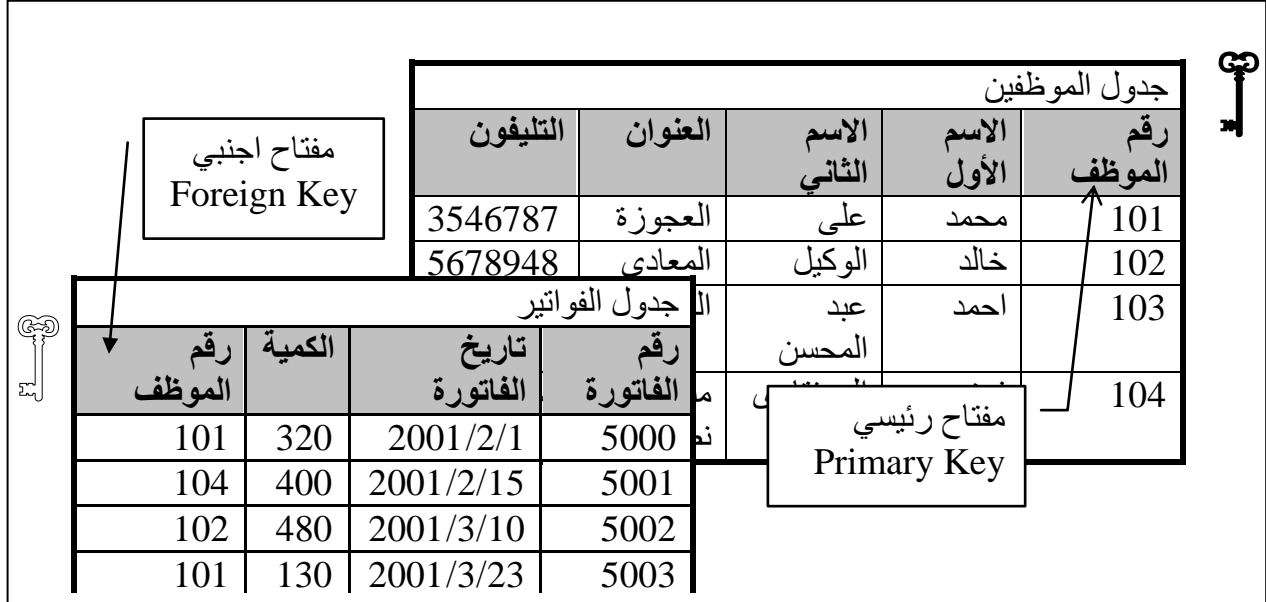 جدول الموظفين
رقم الموظف الاسم الأول الاسم الثاني العنوان التليفون
101 محمد على العجوزة 3546787
102 خالد الوكيل المعادى 5678948
103 احمد عبد المحسن
104
مفتاح اجنبي
Foreign Key
مفتاح رئيسي
Primary Key
جدول الفواتير
رقم الفاتورة تاريخ الفاتورة الكمية رقم الموظف
5000 2001/2/1 320 101
5001 2001/2/15 400 104
5002 2001/3/10 480 102
5003 2001/3/23 130 101